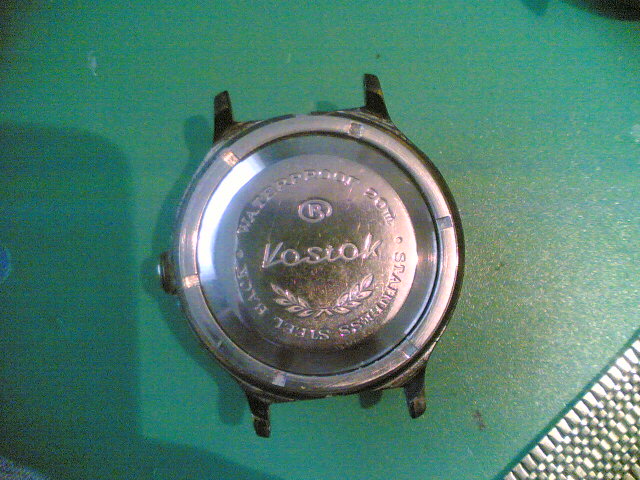 WATERPROOF 20m
®
Vostok
• STAINLESS STEEL BACK •